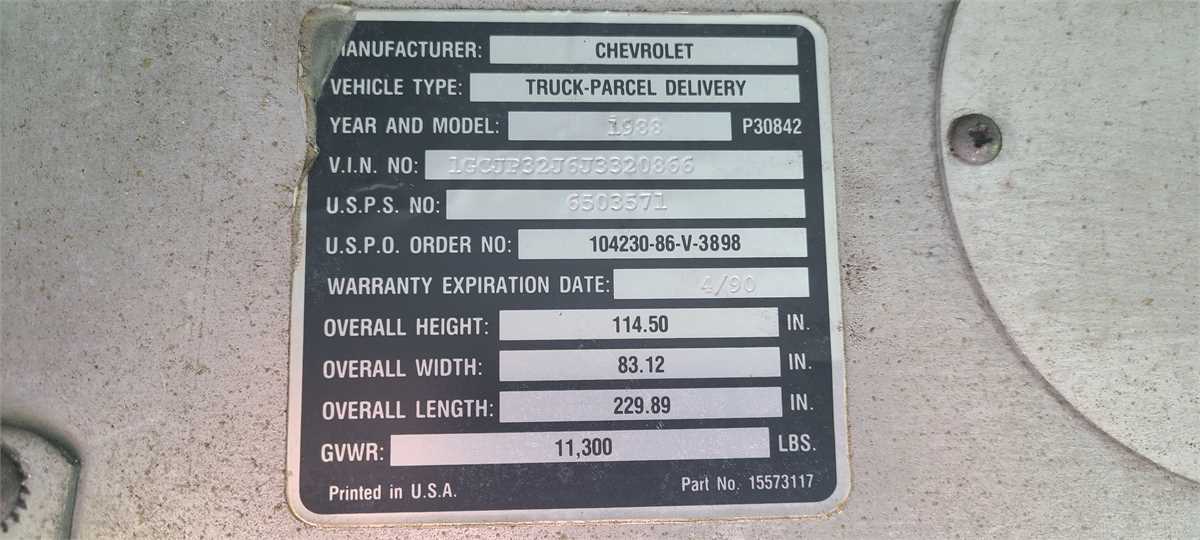 MANUFACTURER: CHEVROLET
VEHICLE TYPE: TRUCK-PARCEL DELIVERY
YEAR AND MODEL: 1988 P30842
V.I.N. NO: 1GCJP32J6J3320866
U.S.P.S. NO: 6503571
U.S.P.O. ORDER NO: 104230-86-V-3898
WARRANTY EXPIRATION DATE: 4/90
OVERALL HEIGHT: 114.50 IN.
OVERALL WIDTH: 83.12 IN.
OVERALL LENGTH: 229.89 IN.
GVWR: 11,300 LBS.
Printed in U.S.A. Part No. 15573117